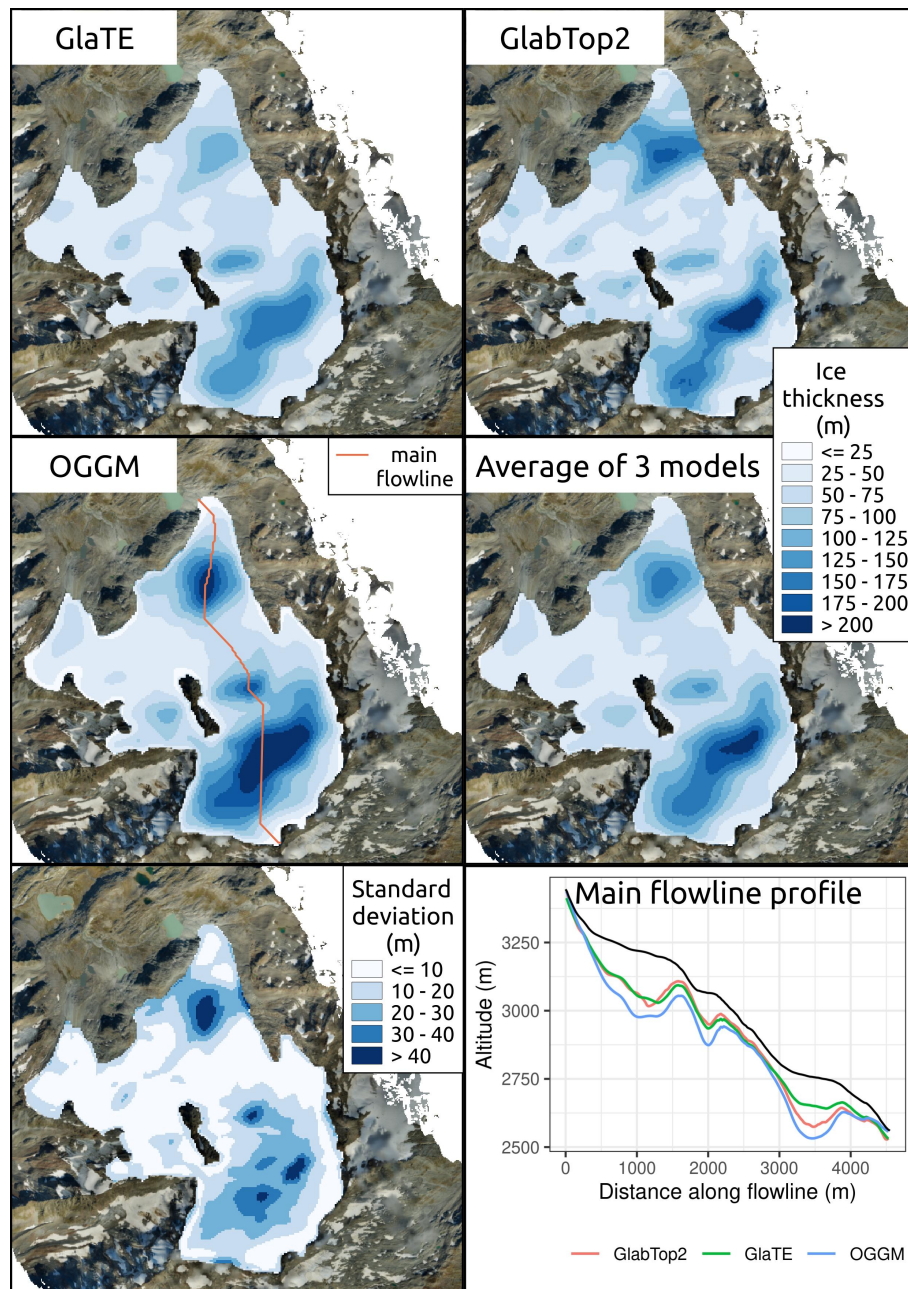 GlaTE
GlabTop2
Ice
thickness
(m)
<= 25
25 - 50
50 - 75
75 - 100
100 - 125
125 - 150
150 - 175
175 - 200
> 200
OGGM
main
flowline
Average of 3 models
Standard
deviation
(m)
<= 10
10 - 20
20 - 30
30 - 40
> 40
Main flowline profile
Altitude (m)
3250
3000
2750
2500
0 1000 2000 3000 4000
Distance along flowline (m)
GlabTop2 GlaTE OGGM